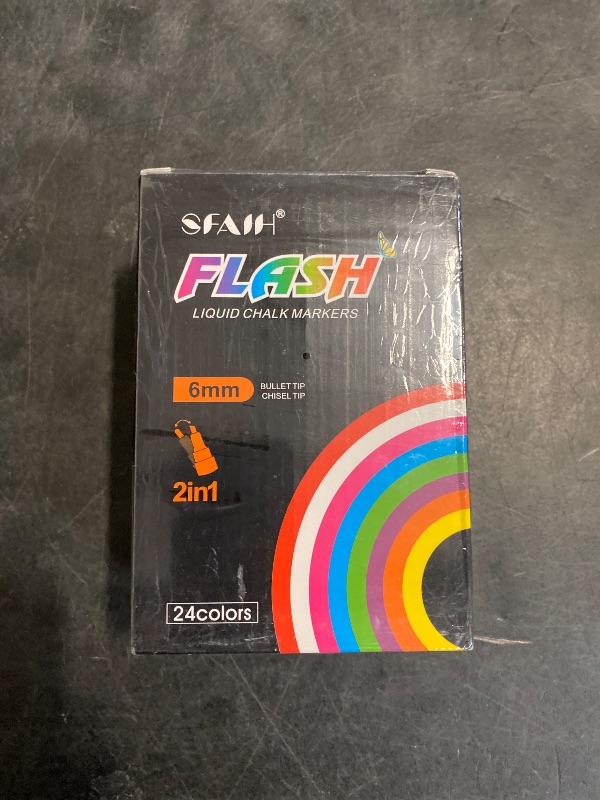 SFAIH®
FLASH
LIQUID CHALK MARKERS
6mm
BULLET TIP
CHISEL TIP
2in1
24colors